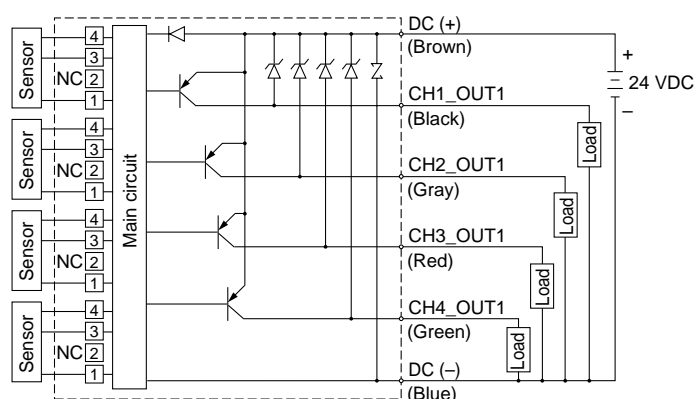 DC (+)
(Brown)
+
24 VDC
–
CH1_OUT1
(Black)
Load
CH2_OUT1
(Gray)
Load
CH3_OUT1
(Red)
Load
CH4_OUT1
(Green)
Load
DC (–)
(Blue)
Main circuit
Sensor
4
3
NC 2
1
Sensor
4
3
NC 2
1
Sensor
4
3
NC 2
1
Sensor
4
3
NC 2
1